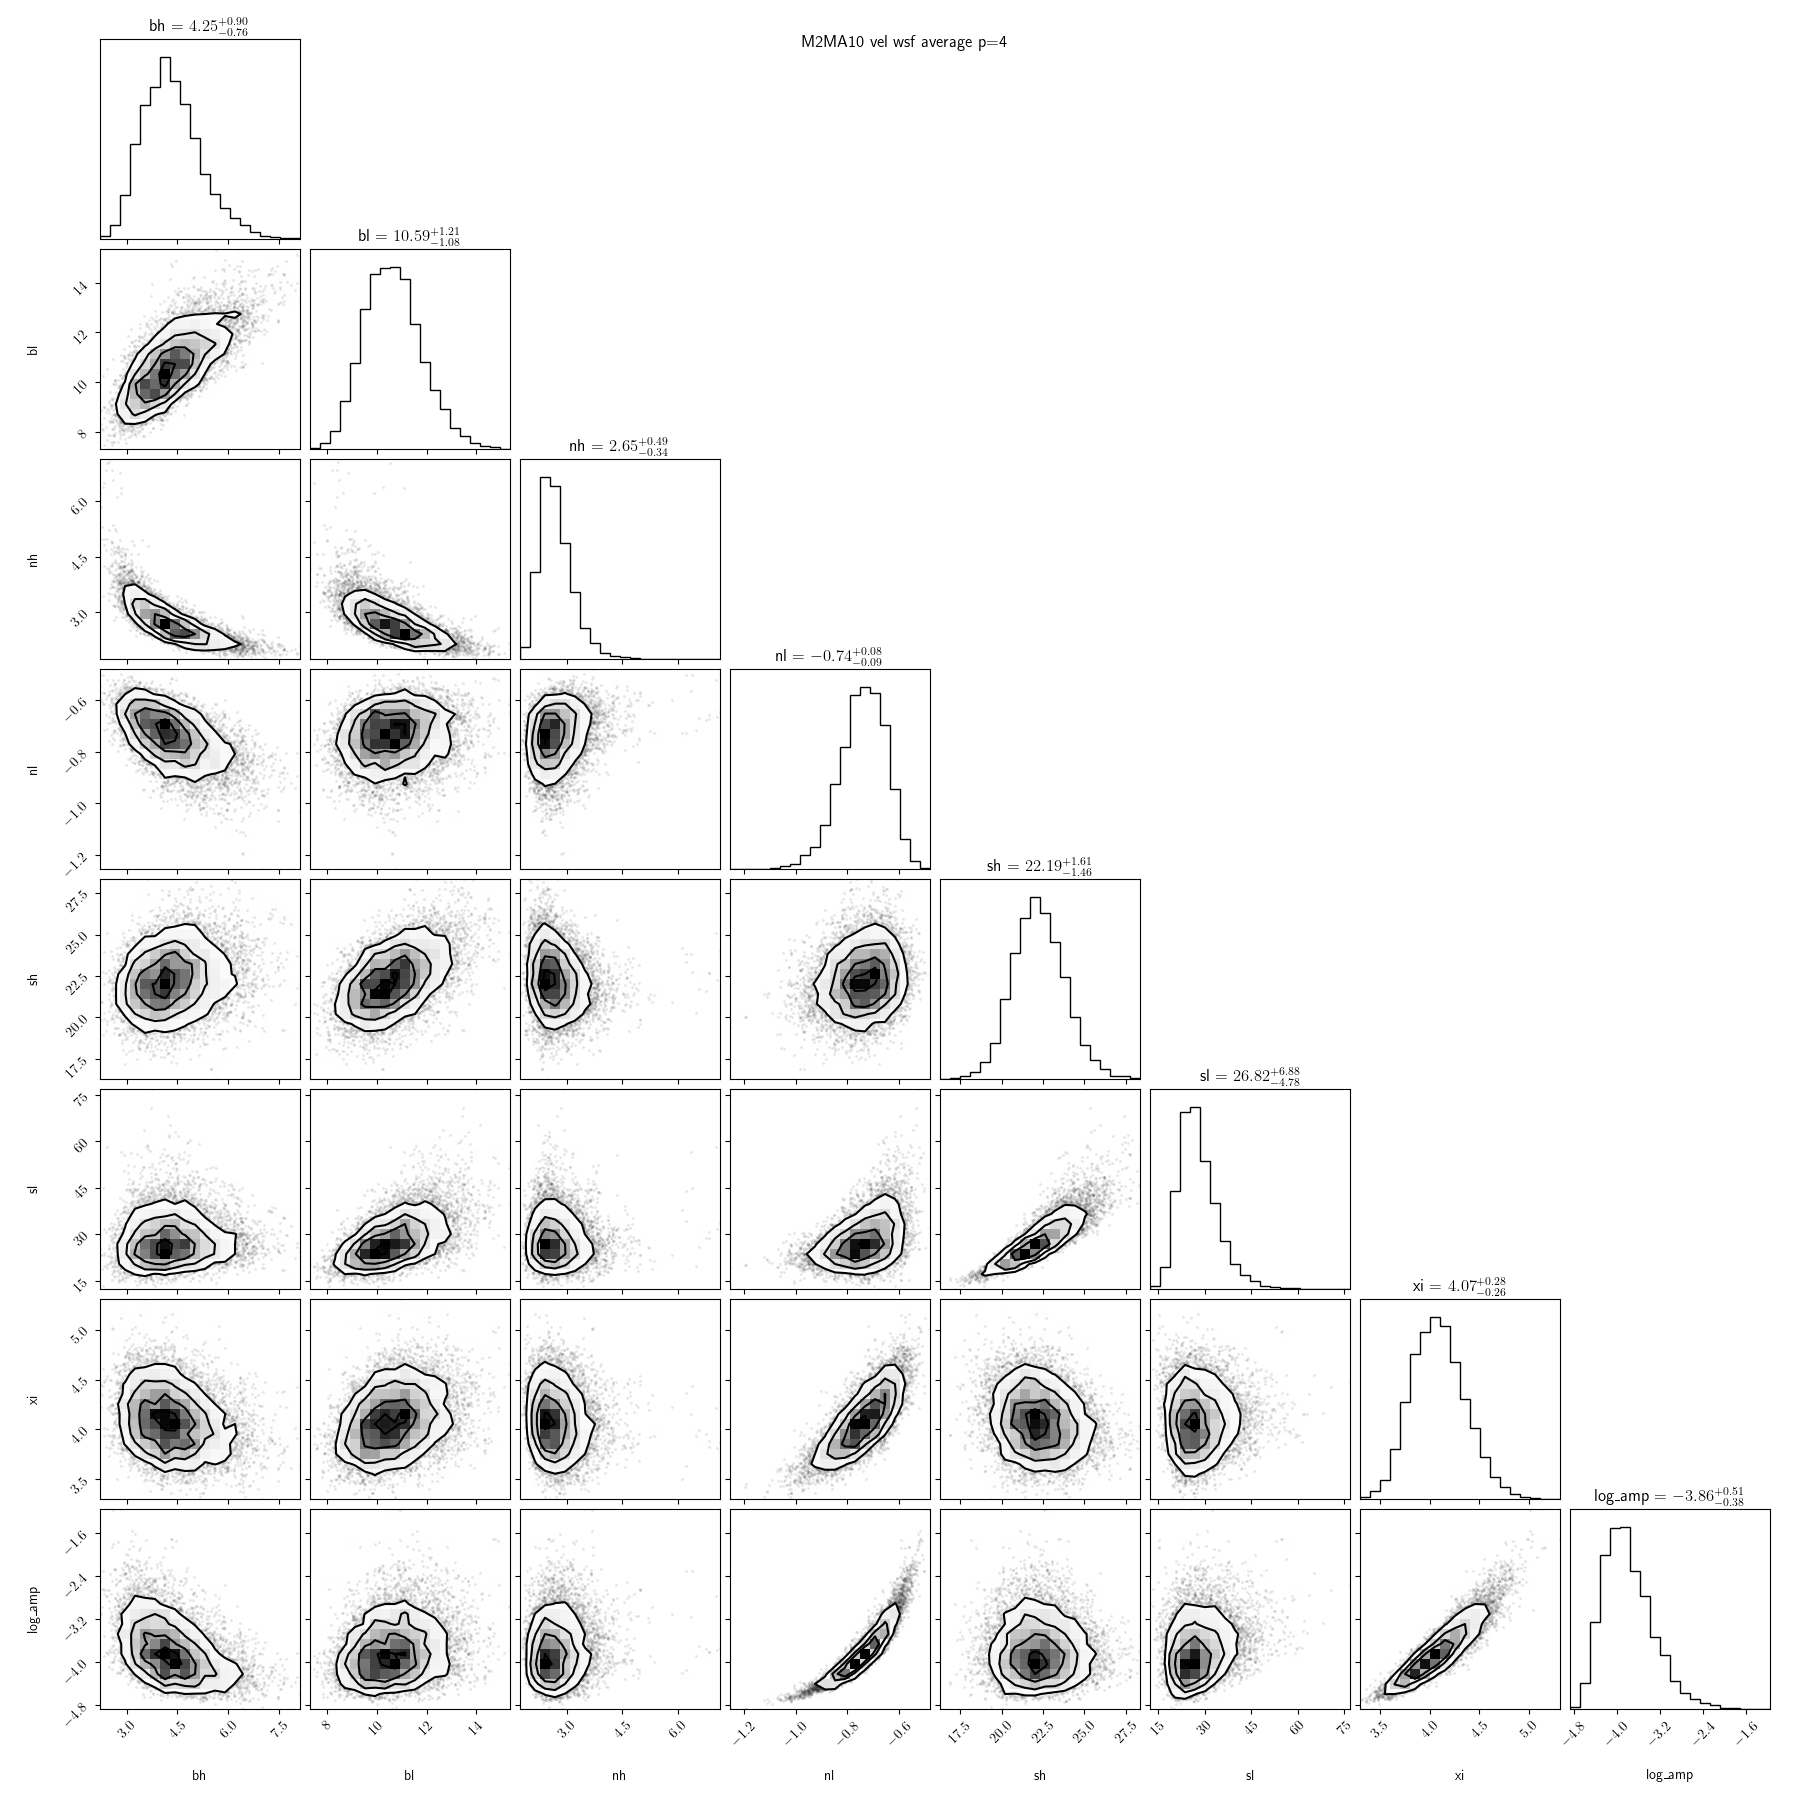 bh = 4.25^{+0.90}_{-0.76}
M2MA10 vel wsf average p=4
bl = 10.59^{+1.21}_{-1.08}
14
12
10
8
bl
nh = 2.65^{+0.49}_{-0.34}
6.0
4.5
3.0
nh
nl = −0.74^{+0.08}_{-0.09}
−0.6
−0.8
−1.0
−1.2
nl
sh = 22.19^{+1.61}_{-1.46}
27.5
25.0
22.5
20.0
17.5
sh
sl = 26.82^{+6.88}_{-4.78}
75
60
45
30
15
sl
xi = 4.07^{+0.28}_{-0.26}
5.0
4.5
4.0
3.5
xi
log_amp = −3.86^{+0.51}_{-0.38}
−1.6
−2.4
−3.2
−4.0
−4.8
log_amp
3.0 4.5 6.0 7.5
8 10 12 14
3.0 4.5 6.0
−1.2 −1.0 −0.8 −0.6
17.5 20.0 22.5 25.0 27.5
15 30 45 60 75
3.5 4.0 4.5 5.0
−4.8 −4.0 −3.2 −2.4 −1.6
bh bl nh nl sh sl xi log_amp